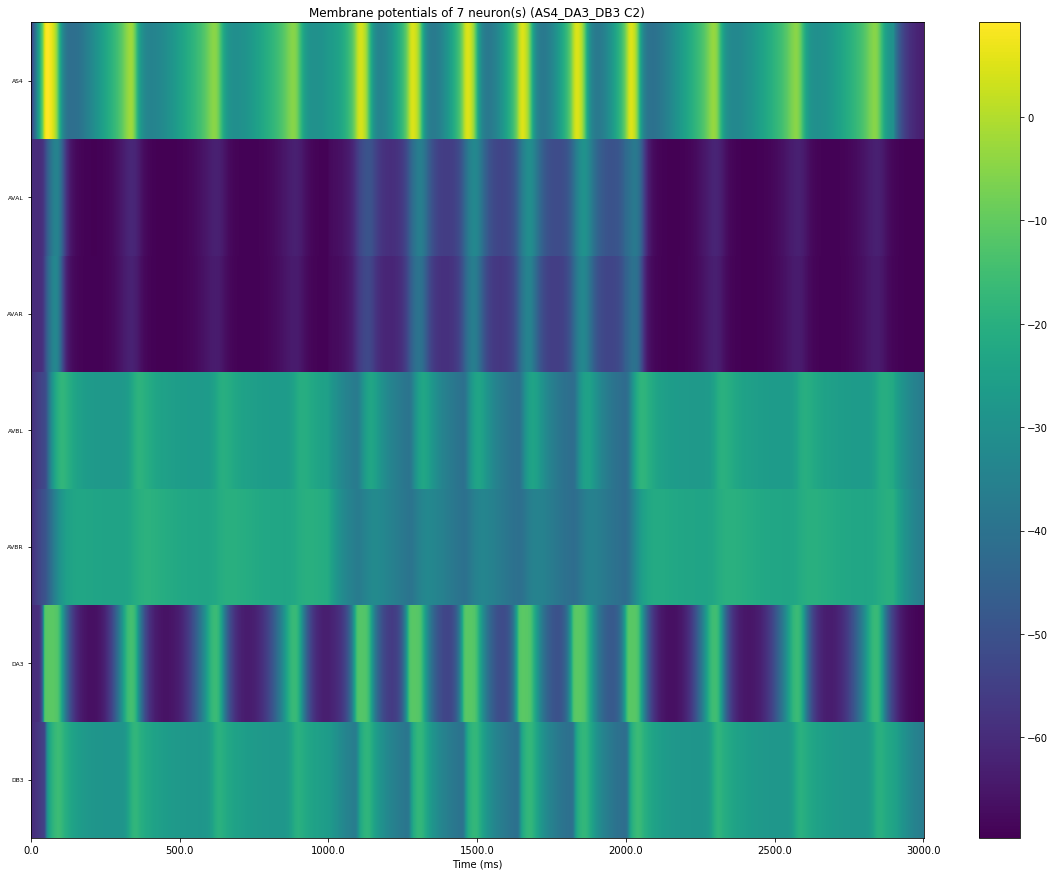 Membrane potentials of 7 neuron(s) (AS4_DA3_DB3 C2)
AS4
AVAL
AVAR
AVBL
AVBR
DA3
DB3
0.0 500.0 1000.0 1500.0 2000.0 2500.0 3000.0
Time (ms)
0
−10
−20
−30
−40
−50
−60